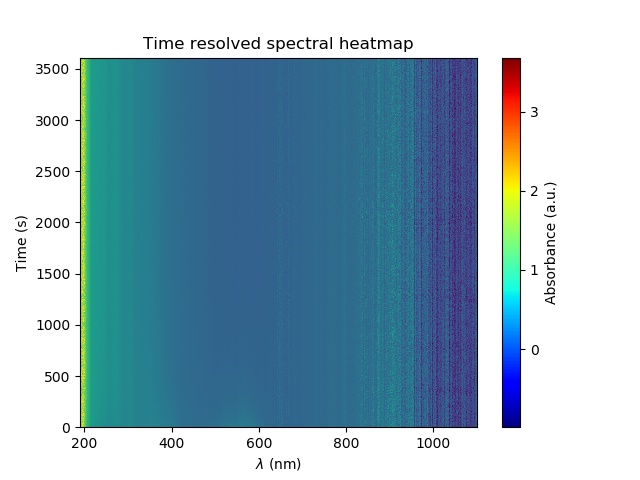 Time resolved spectral heatmap
3500
3000
2500
2000
1500
1000
500
0
Time (s)
200 400 600 800 1000
λ (nm)
3
2
1
0
Absorbance (a.u.)